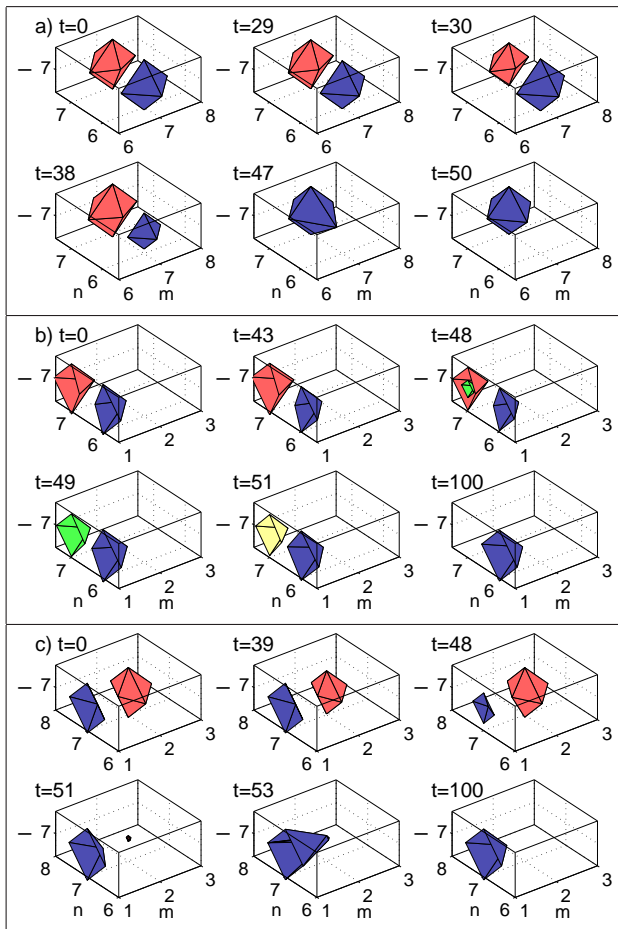 a) t=0 t=29 t=30
l 7 7 6 6 7 8
l 7 7 6 6 7 8
l 7 7 6 6 7 8
t=38 t=47 t=50
l 7 7 6 n 6 7 m 8
l 7 7 6 n 6 7 m 8
l 7 7 6 n 6 7 m 8
b) t=0 t=43 t=48
l 7 7 6 1 2 3
l 7 7 6 1 2 3
l 7 7 6 1 2 3
t=49 t=51 t=100
l 7 7 6 n 1 2 m 3
l 7 7 6 n 1 2 m 3
l 7 7 6 n 1 2 m 3
c) t=0 t=39 t=48
l 7 8 7 6 1 2 3
l 7 8 7 6 1 2 3
l 7 8 7 6 1 2 3
t=51 t=53 t=100
l 7 8 7 n 6 1 2 m 3
l 7 8 7 n 6 1 2 m 3
l 7 8 7 n 6 1 2 m 3